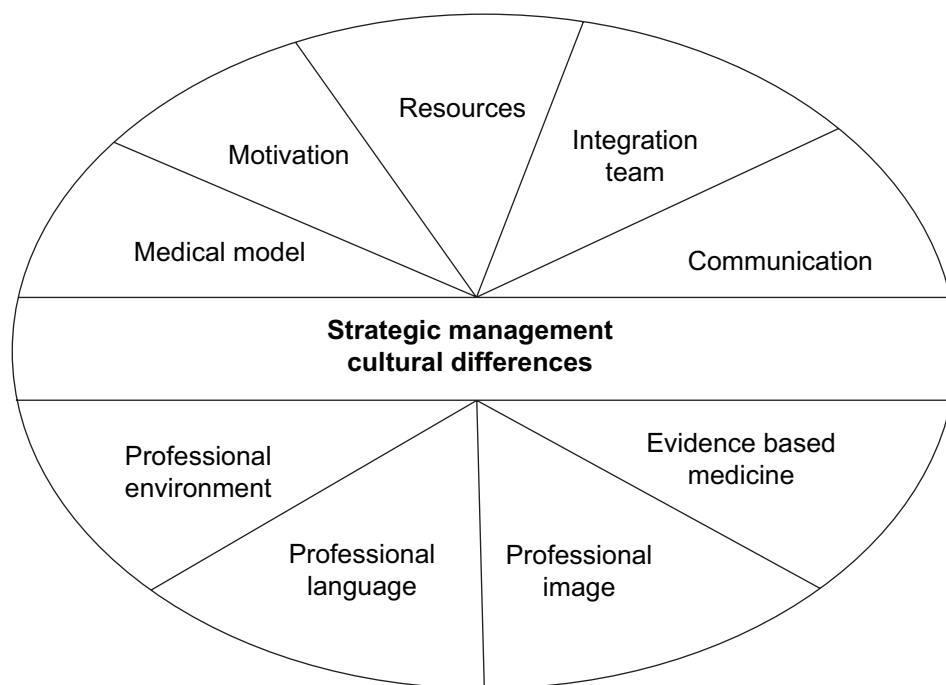 Resources
Integration
team
Motivation
Medical model
Communication
Strategic management
cultural differences
Professional
environment
Evidence based
medicine
Professional
language
Professional
image